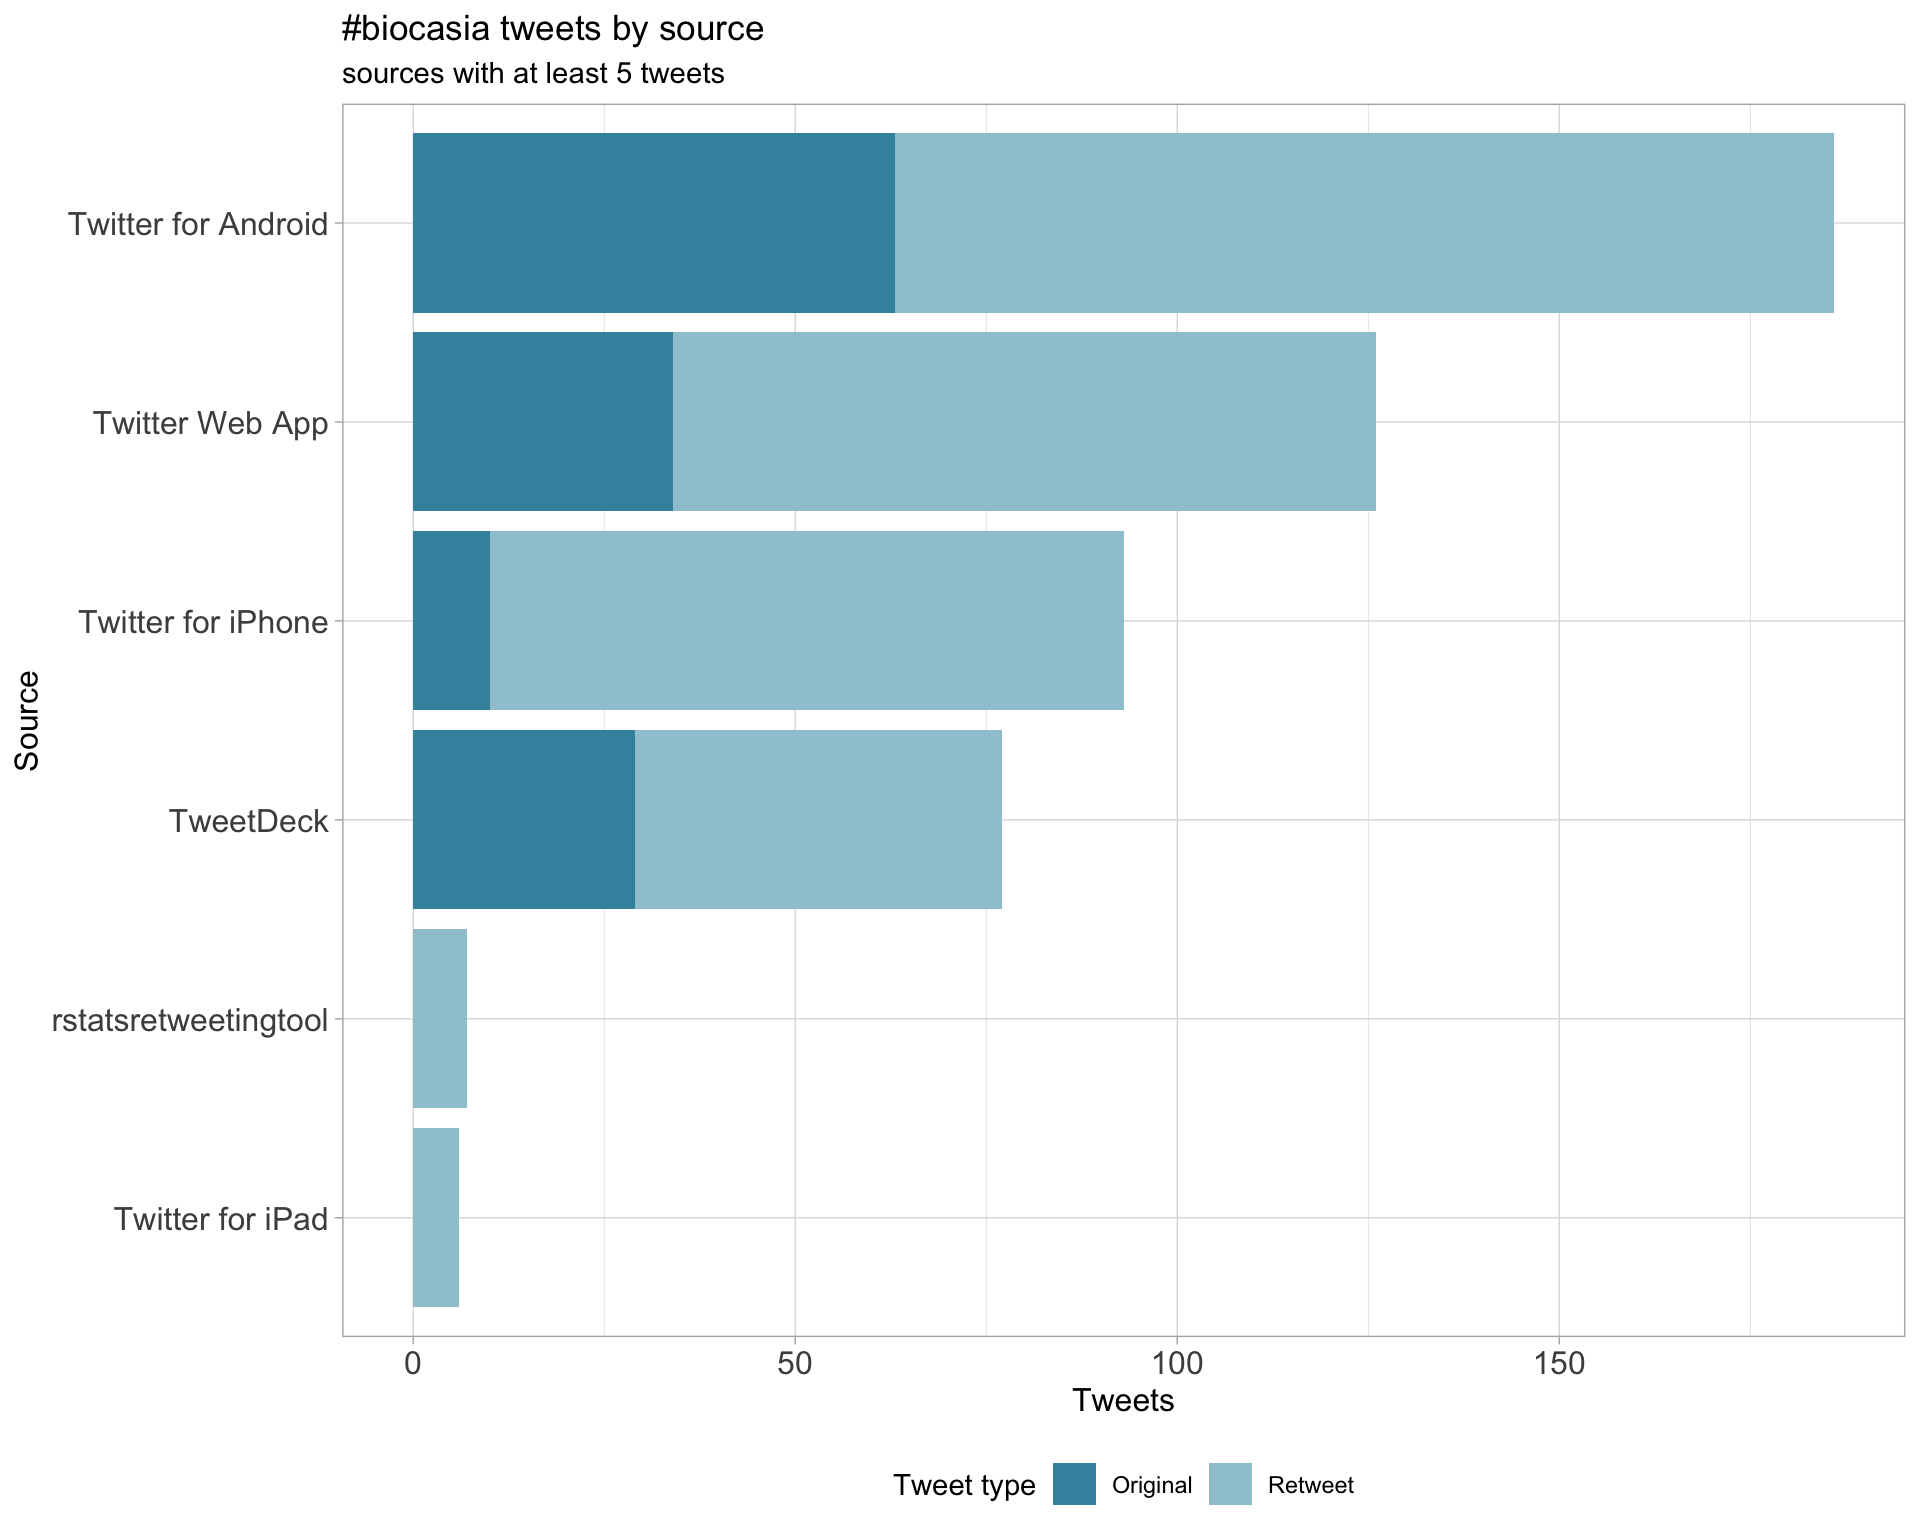 #biocasia tweets by source
sources with at least 5 tweets
Source
Twitter for Android
Twitter Web App
Twitter for iPhone
TweetDeck
rstatsretweetingtool
Twitter for iPad
0 50 100 150
Tweets
Tweet type Original Retweet